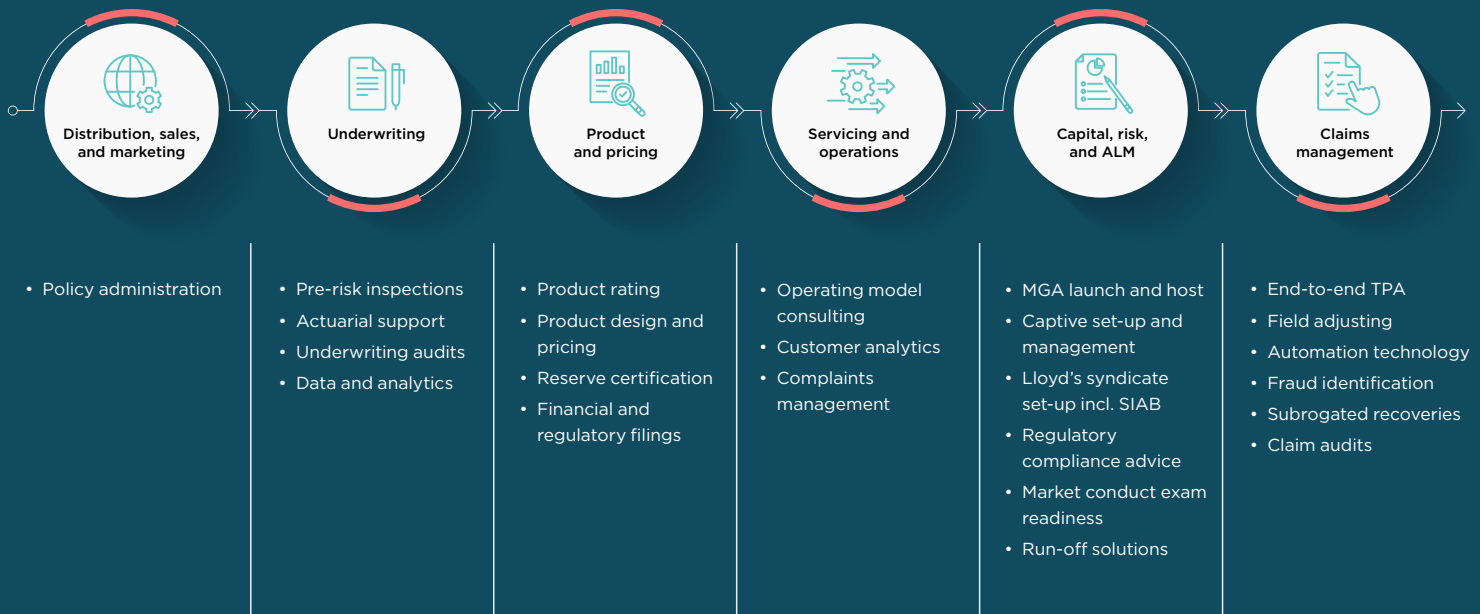 Distribution, sales,
and marketing
Underwriting
Product
and pricing
Servicing and
operations
Capital, risk,
and ALM
Claims
management
• Policy administration
• Pre-risk inspections
• Actuarial support
• Underwriting audits
• Data and analytics
• Product rating
• Product design and
pricing
• Reserve certification
• Financial and
regulatory filings
• Operating model
consulting
• Customer analytics
• Complaints
management
• MGA launch and host
• Captive set-up and
management
• Lloyd’s syndicate
set-up incl. SIAB
• Regulatory
compliance advice
• Market conduct exam
readiness
• Run-off solutions
• End-to-end TPA
• Field adjusting
• Automation technology
• Fraud identification
• Subrogated recoveries
• Claim audits